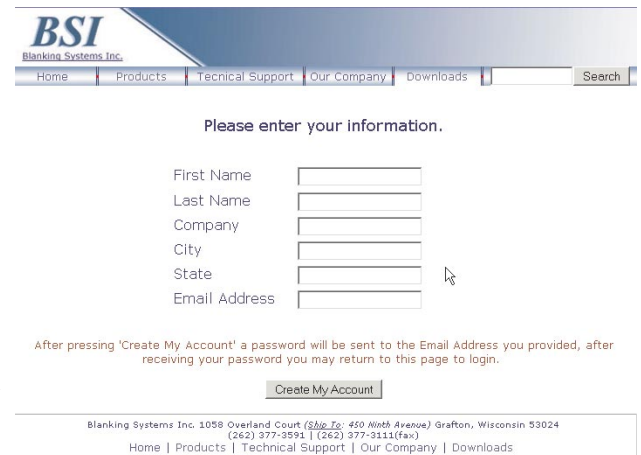 BSI
Blanking Systems Inc.
Home Products Tecnical Support Our Company Downloads Search
Please enter your information.
First Name
Last Name
Company
City
State
Email Address
After pressing 'Create My Account' a password will be sent to the Email Address you provided, after
receiving your password you may return to this page to login.
Create My Account
Blanking Systems Inc. 1058 Overland Court (Ship To: 450 Ninth Avenue) Grafton, Wisconsin 53024
(262) 377-3591 | (262) 377-3111(fax)
Home | Products | Technical Support | Our Company | Downloads